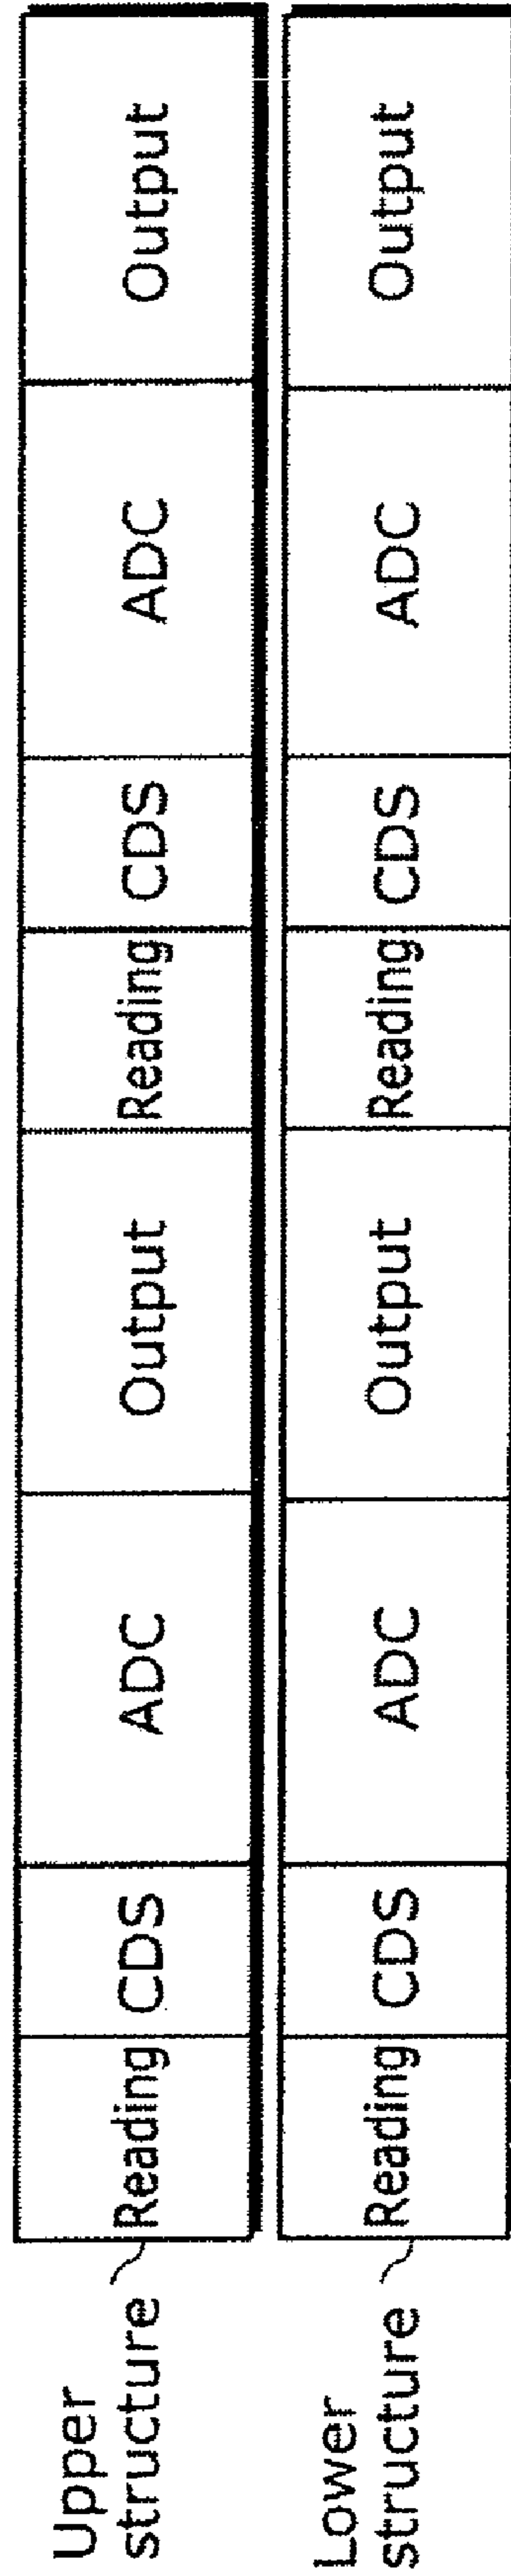 Upper
structure
Reading CDS ADC Output Reading CDS ADC Output
Lower
structure
Reading CDS ADC Output Reading CDS ADC Output